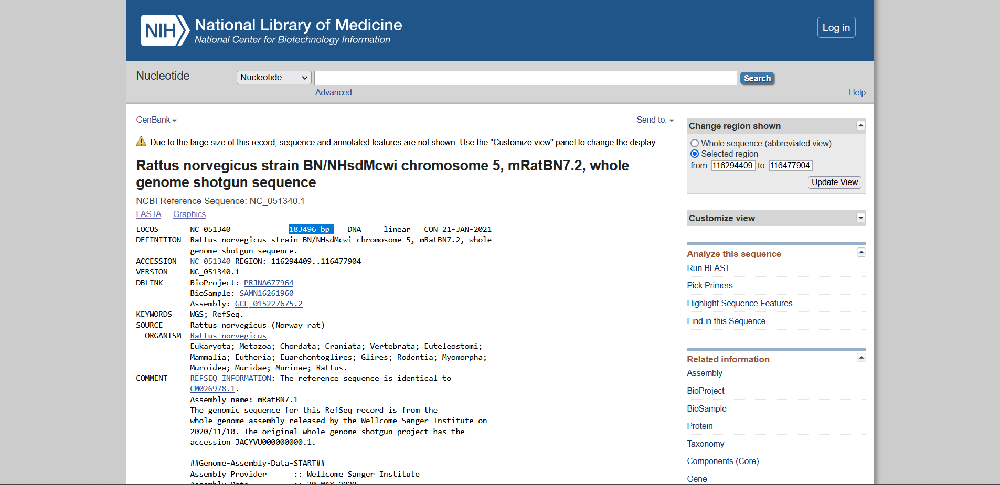 NIH National Library of Medicine
National Center for Biotechnology Information
Log in
Nucleotide
Nucleotide
Search
Advanced
Help
GenBank
Send to:
Due to the large size of this record, sequence and annotated features are not shown. Use the "Customize view" panel to change the display.
Rattus norvegicus strain BN/NHsdMcwi chromosome 5, mRatBN7.2, whole
genome shotgun sequence
NCBI Reference Sequence: NC_051340.1
FASTA Graphics
LOCUS NC_051340 183496 bp DNA linear CON 21-JAN-2021
DEFINITION Rattus norvegicus strain BN/NHsdMcwi chromosome 5, mRatBN7.2, whole
genome shotgun sequence.
ACCESSION NC_051340 REGION: 116294409..116477904
VERSION NC_051340.1
DBLINK BioProject: PRJNA677964
BioSample: SAMN16261960
Assembly: GCF_015227675.2
KEYWORDS WGS; RefSeq.
SOURCE Rattus norvegicus (Norway rat)
ORGANISM Rattus norvegicus
Eukaryota; Metazoa; Chordata; Craniata; Vertebrata; Euteleostomi;
Mammalia; Eutheria; Euarchontoglires; Glires; Rodentia; Myomorpha;
Muroidea; Muridae; Murinae; Rattus.
COMMENT REFSEQ INFORMATION: The reference sequence is identical to
CM026978.1.
Assembly name: mRatBN7.1
The genomic sequence for this RefSeq record is from the
whole-genome assembly released by the Wellcome Sanger Institute on
2020/11/10. The original whole-genome shotgun project has the
accession JACYVU000000000.1.
##Genome-Assembly-Data-START##
Assembly Provider :: Wellcome Sanger Institute
Assembly Date :: 20-MAY-2020
Change region shown
Whole sequence (abbreviated view)
Selected region
from: 116294409 to: 116477904
Update View
Customize view
Analyze this sequence
Run BLAST
Pick Primers
Highlight Sequence Features
Find in this Sequence
Related information
Assembly
BioProject
BioSample
Protein
Taxonomy
Components (Core)
Gene